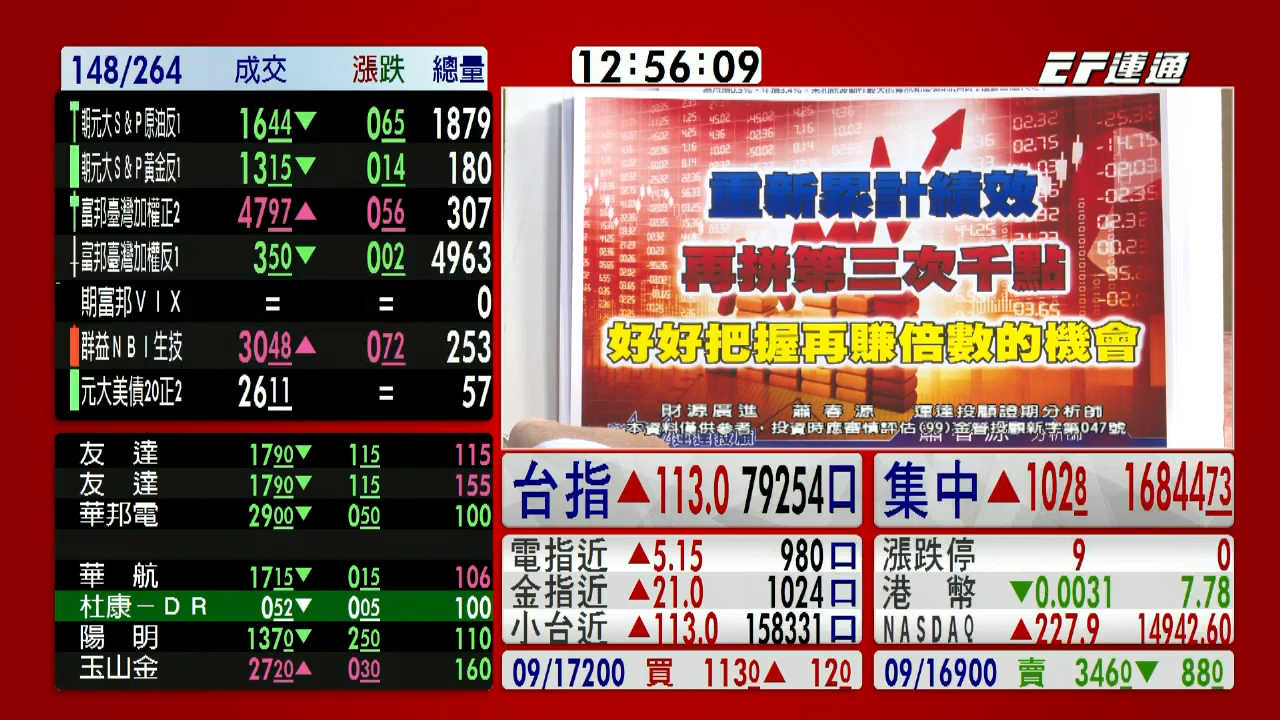 148/264 成交 漲跌 總量
12:56:09
EF運通
期元大S&P原油反1 1644▼ 065 1879
期元大S&P黃金反1 1315▼ 014 180
富邦臺灣加權正2 4797▲ 056 307
富邦臺灣加權反1 350▼ 002 4963
期富邦VIX = = 0
群益NBI生技 3048▲ 072 253
元大美債20正2 2611 = 57
重新累計績效
再拼第三次千點
好好把握再賺倍數的機會
財源廣進 蕭春源 運達投顧證期分析師
本資料僅供參考，投資時應審慎評估(99)金管投顧新字第047號
友達 1790▼ 115 115
友達 1790▼ 115 155
華邦電 2900▼ 050 100
華航 1715▼ 015 106
杜康－DR 052▼ 005 100
陽明 1370▼ 250 110
玉山金 2720▲ 030 160
台指▲113.0 79254口
集中▲1028 1684473
電指近 ▲5.15 980口
金指近 ▲21.0 1024口
小台近 ▲113.0 158331口
漲跌停 9 0
港幣 ▼0.0031 7.78
NASDAQ ▲227.9 14942.60
09/17200 買 1130▲ 120
09/16900 賣 3460▼ 880